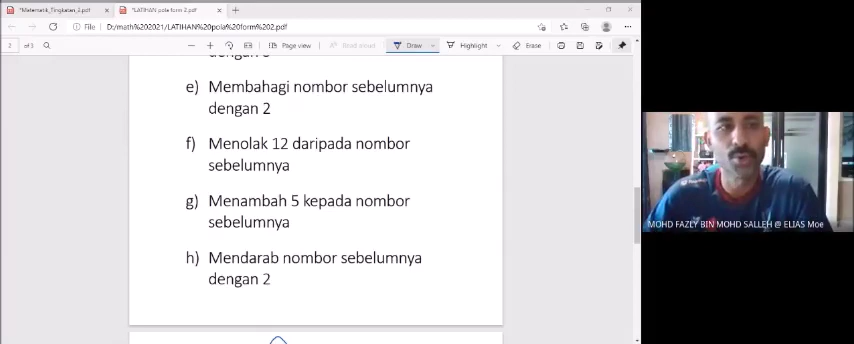 *Matematik_Tingkatan_2.pdf
*LATIHAN pola form 2.pdf
File
D:/math%202021/LATIHAN%20pola%20form%202.pdf
2
of 3
Page view
Read aloud
Draw
Highlight
Erase
e) Membahagi nombor sebelumnya
dengan 2
f) Menolak 12 daripada nombor
sebelumnya
g) Menambah 5 kepada nombor
sebelumnya
h) Mendarab nombor sebelumnya
dengan 2
MOHD FAZLY BIN MOHD SALLEH @ ELIAS Moe